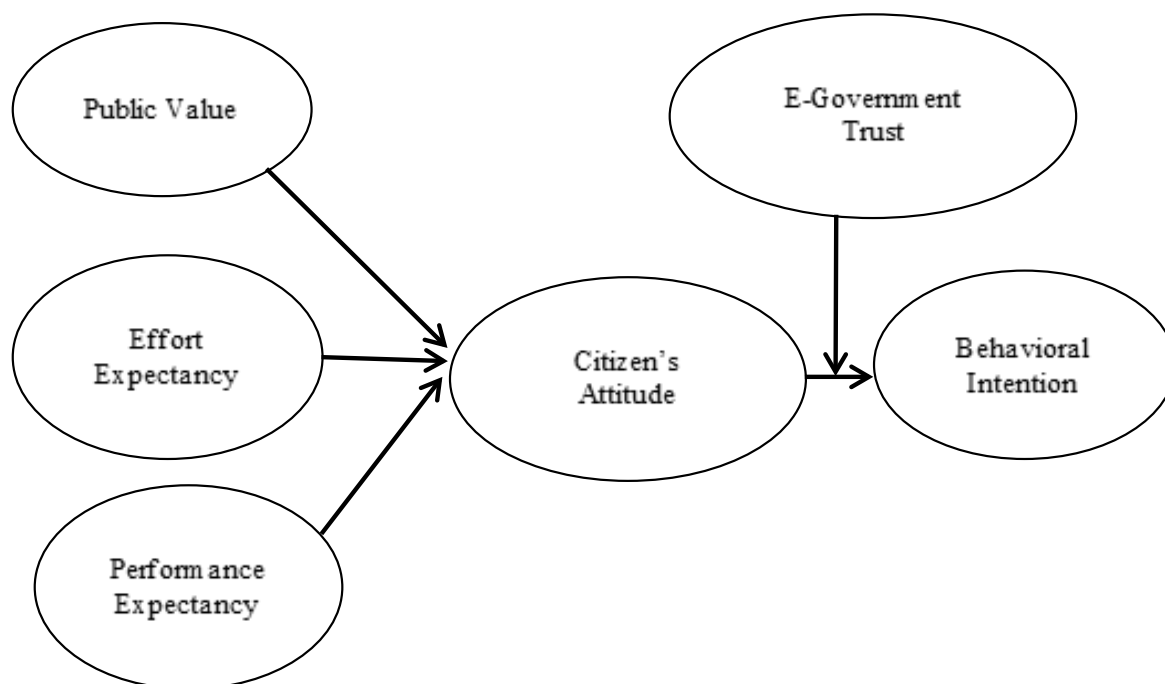 Public Value
E-Government
Trust
Effort
Expectancy
Citizen’s
Attitude
Behavioral
Intention
Performance
Expectancy